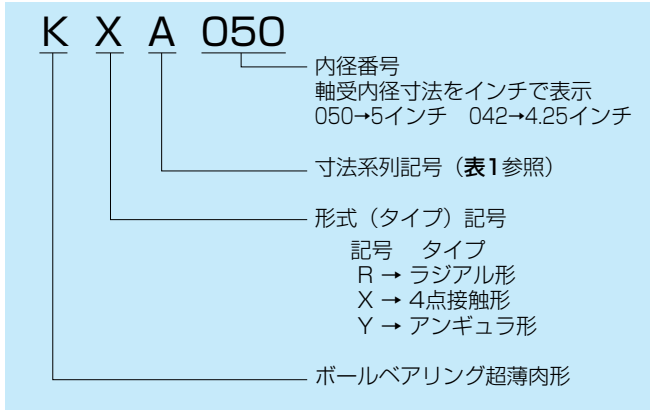 K X A 050
内径番号
軸受内径寸法をインチで表示
050→5インチ 042→4.25インチ
寸法系列記号（表1参照）
形式（タイプ）記号
記号 タイプ
R → ラジアル形
X → 4点接触形
Y → アンギュラ形
ボールベアリング超薄肉形